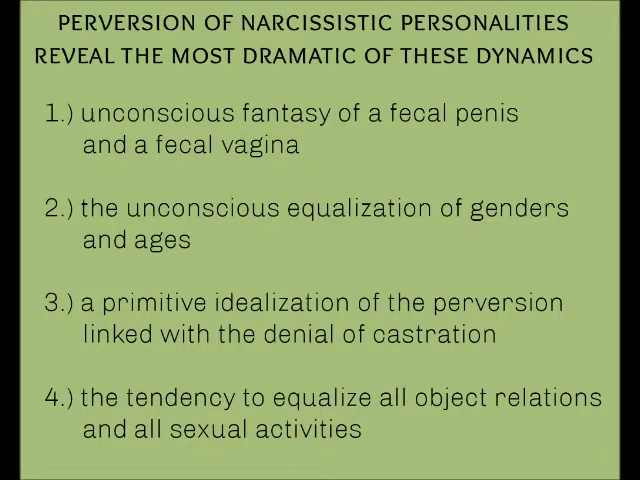 PERVERSION OF NARCISSISTIC PERSONALITIES
REVEAL THE MOST DRAMATIC OF THESE DYNAMICS
1.) unconscious fantasy of a fecal penis
and a fecal vagina
2.) the unconscious equalization of genders
and ages
3.) a primitive idealization of the perversion
linked with the denial of castration
4.) the tendency to equalize all object relations
and all sexual activities